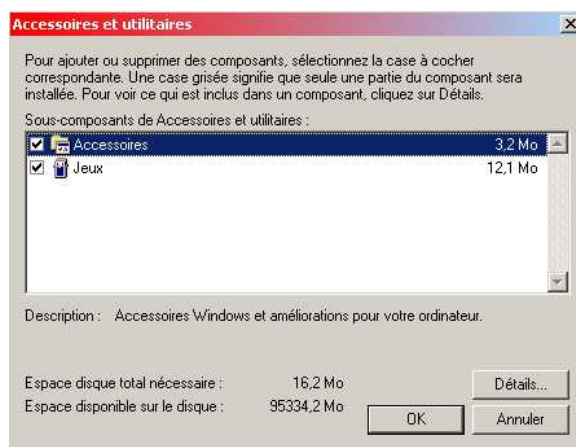 Accessoires et utilitaires
Pour ajouter ou supprimer des composants, sélectionnez la case à cocher
correspondante. Une case grisée signifie que seule une partie du composant sera
installée. Pour voir ce qui est inclus dans un composant, cliquez sur Détails.
Sous-composants de Accessoires et utilitaires :
Accessoires 3,2 Mo
Jeux 12,1 Mo
Description : Accessoires Windows et améliorations pour votre ordinateur.
Espace disque total nécessaire : 16,2 Mo
Détails...
Espace disponible sur le disque : 95334,2 Mo
OK Annuler